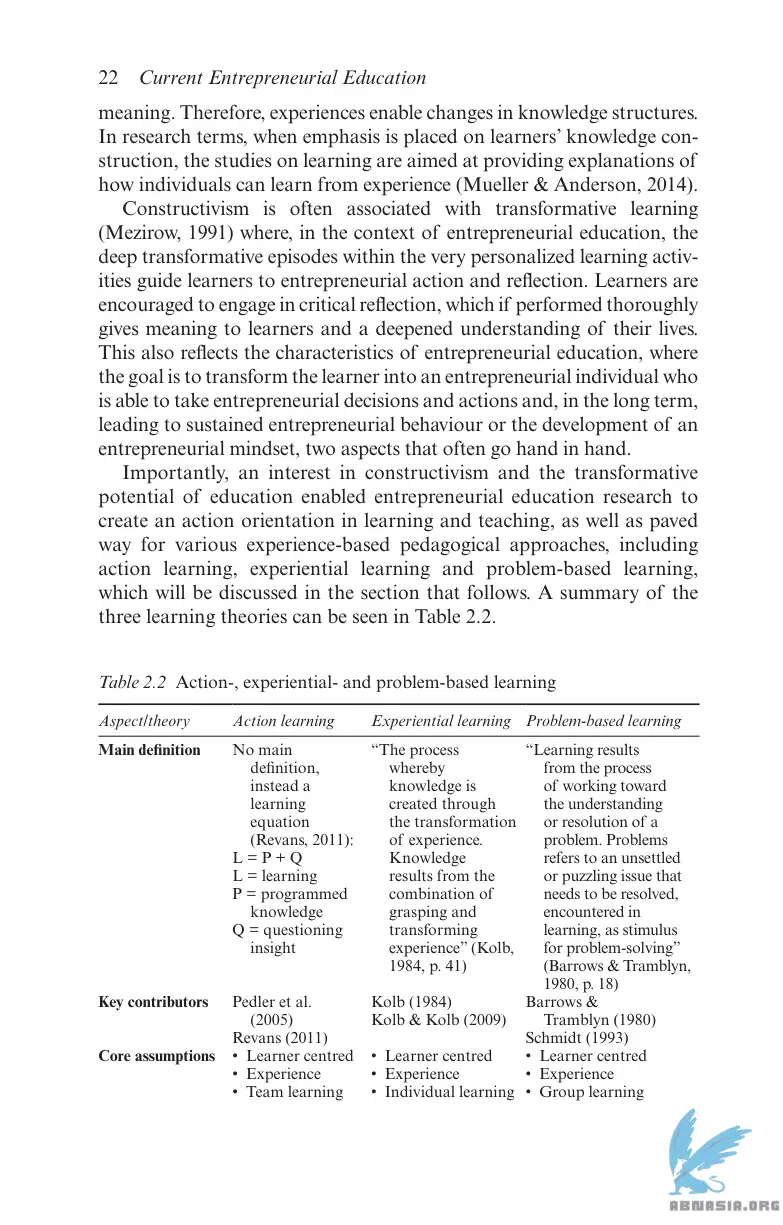 22 Current Entrepreneurial Education
meaning. Therefore, experiences enable changes in knowledge structures.
In research terms, when emphasis is placed on learners’ knowledge con-
struction, the studies on learning are aimed at providing explanations of
how individuals can learn from experience (Mueller & Anderson, 2014).
Constructivism is often associated with transformative learning
(Mezirow, 1991) where, in the context of entrepreneurial education, the
deep transformative episodes within the very personalized learning activ-
ities guide learners to entrepreneurial action and reflection. Learners are
encouraged to engage in critical reflection, which if performed thoroughly
gives meaning to learners and a deepened understanding of their lives.
This also reflects the characteristics of entrepreneurial education, where
the goal is to transform the learner into an entrepreneurial individual who
is able to take entrepreneurial decisions and actions and, in the long term,
leading to sustained entrepreneurial behaviour or the development of an
entrepreneurial mindset, two aspects that often go hand in hand.
Importantly, an interest in constructivism and the transformative
potential of education enabled entrepreneurial education research to
create an action orientation in learning and teaching, as well as paved
way for various experience-based pedagogical approaches, including
action learning, experiential learning and problem-based learning,
which will be discussed in the section that follows. A summary of the
three learning theories can be seen in Table 2.2.
Table 2.2 Action-, experiential- and problem-based learning
Aspect/theory Action learning Experiential learning Problem-based learning
Main definition No main “The process “Learning results
definition, whereby from the process
instead a knowledge is of working toward
learning created through the understanding
equation the transformation or resolution of a
(Revans, 2011): of experience. problem. Problems
L = P + Q Knowledge refers to an unsettled
L = learning results from the or puzzling issue that
P = programmed combination of needs to be resolved,
knowledge grasping and encountered in
Q = questioning transforming learning, as stimulus
insight experience” (Kolb, for problem-solving”
1984, p. 41) (Barrows & Tramblyn,
1980, p. 18)
Key contributors Pedler et al. Kolb (1984) Barrows &
(2005) Kolb & Kolb (2009) Tramblyn (1980)
Revans (2011) Schmidt (1993)
Core assumptions • Learner centred • Learner centred • Learner centred
• Experience • Experience • Experience
• Team learning • Individual learning • Group learning
ABNASIA.ORG